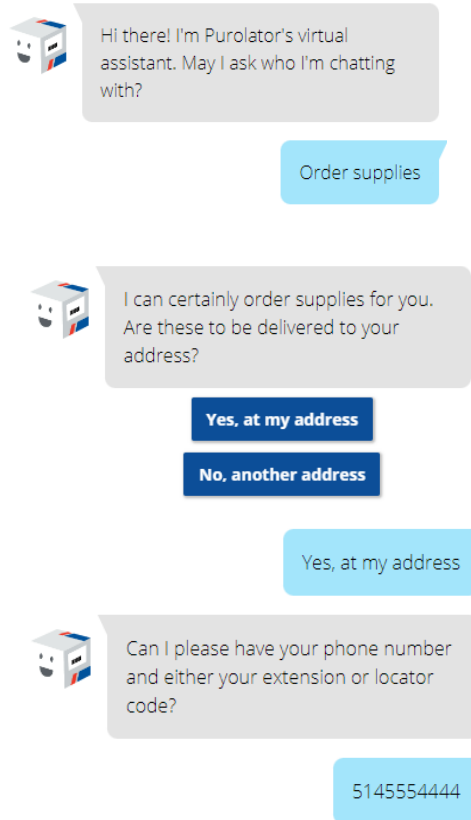 Hi there! I'm Purolator's virtual
assistant. May I ask who I'm chatting
with?
Order supplies
I can certainly order supplies for you.
Are these to be delivered to your
address?
Yes, at my address
No, another address
Yes, at my address
Can I please have your phone number
and either your extension or locator
code?
5145554444